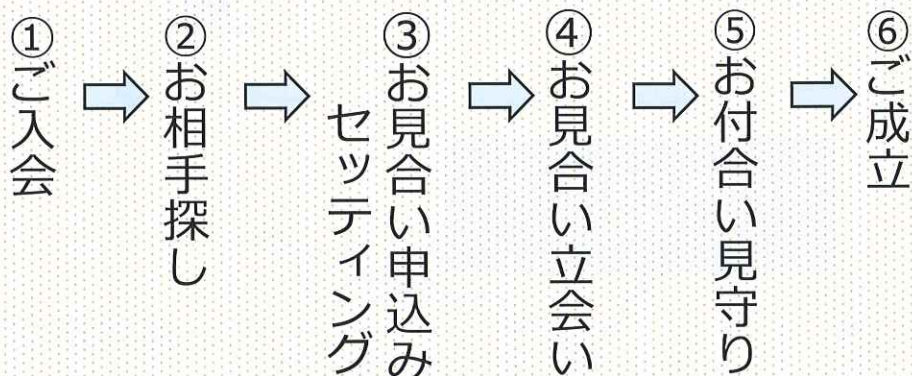 ①ご入会
②お相手探し
③お見合い申込み
セッティング
④お見合い立会い
⑤お付合い見守り
⑥ご成立